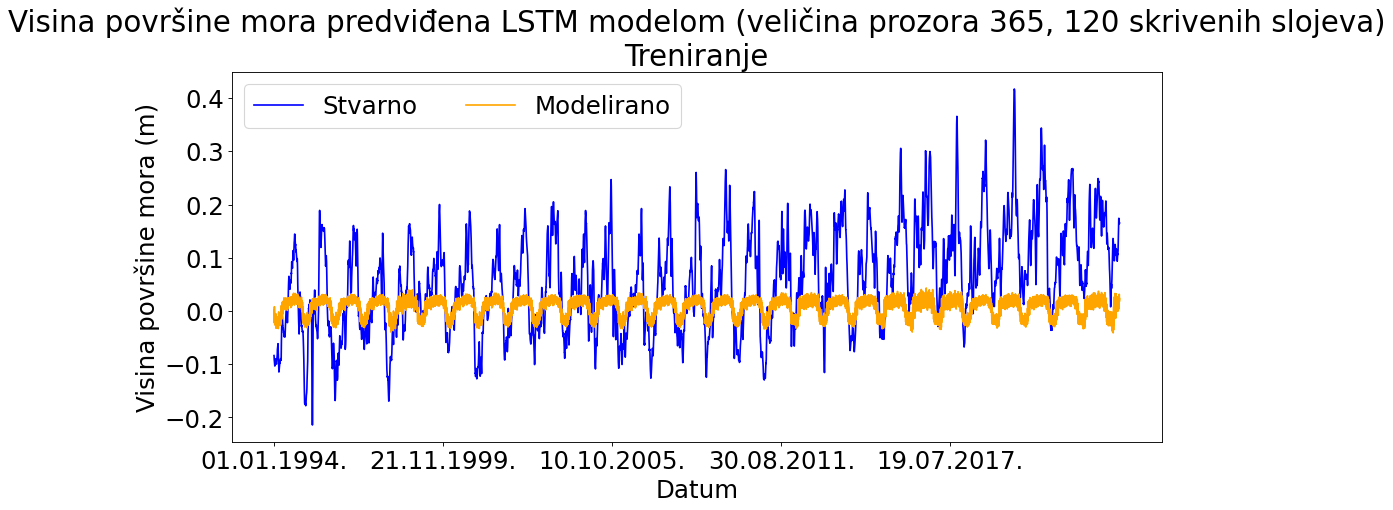 Visina površine mora predviđena LSTM modelom (veličina prozora 365, 120 skrivenih slojeva)
Treniranje
Stvarno Modelirano
Visina površine mora (m)
0.4
0.3
0.2
0.1
0.0
−0.1
−0.2
01.01.1994. 21.11.1999. 10.10.2005. 30.08.2011. 19.07.2017.
Datum